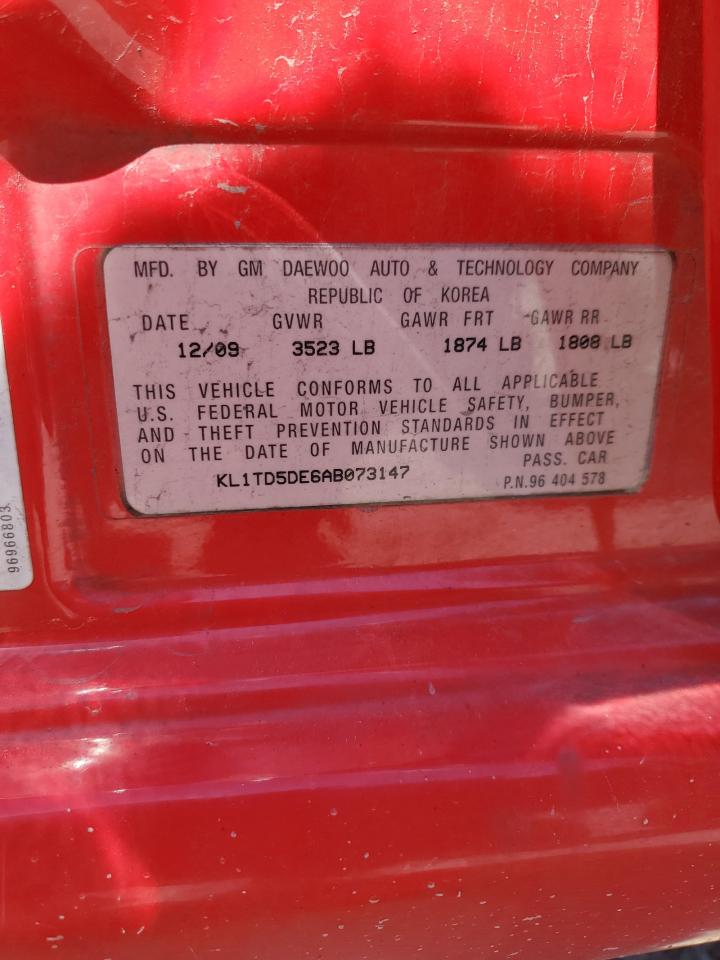 MFD. BY GM DAEWOO AUTO & TECHNOLOGY COMPANY
REPUBLIC OF KOREA
DATE GVWR GAWR FRT GAWR RR
12/09 3523 LB 1874 LB 1808 LB
THIS VEHICLE CONFORMS TO ALL APPLICABLE
U.S. FEDERAL MOTOR VEHICLE SAFETY, BUMPER,
AND THEFT PREVENTION STANDARDS IN EFFECT
ON THE DATE OF MANUFACTURE SHOWN ABOVE
PASS. CAR
KL1TD5DE6AB073147 P.N.96 404 578
96966803